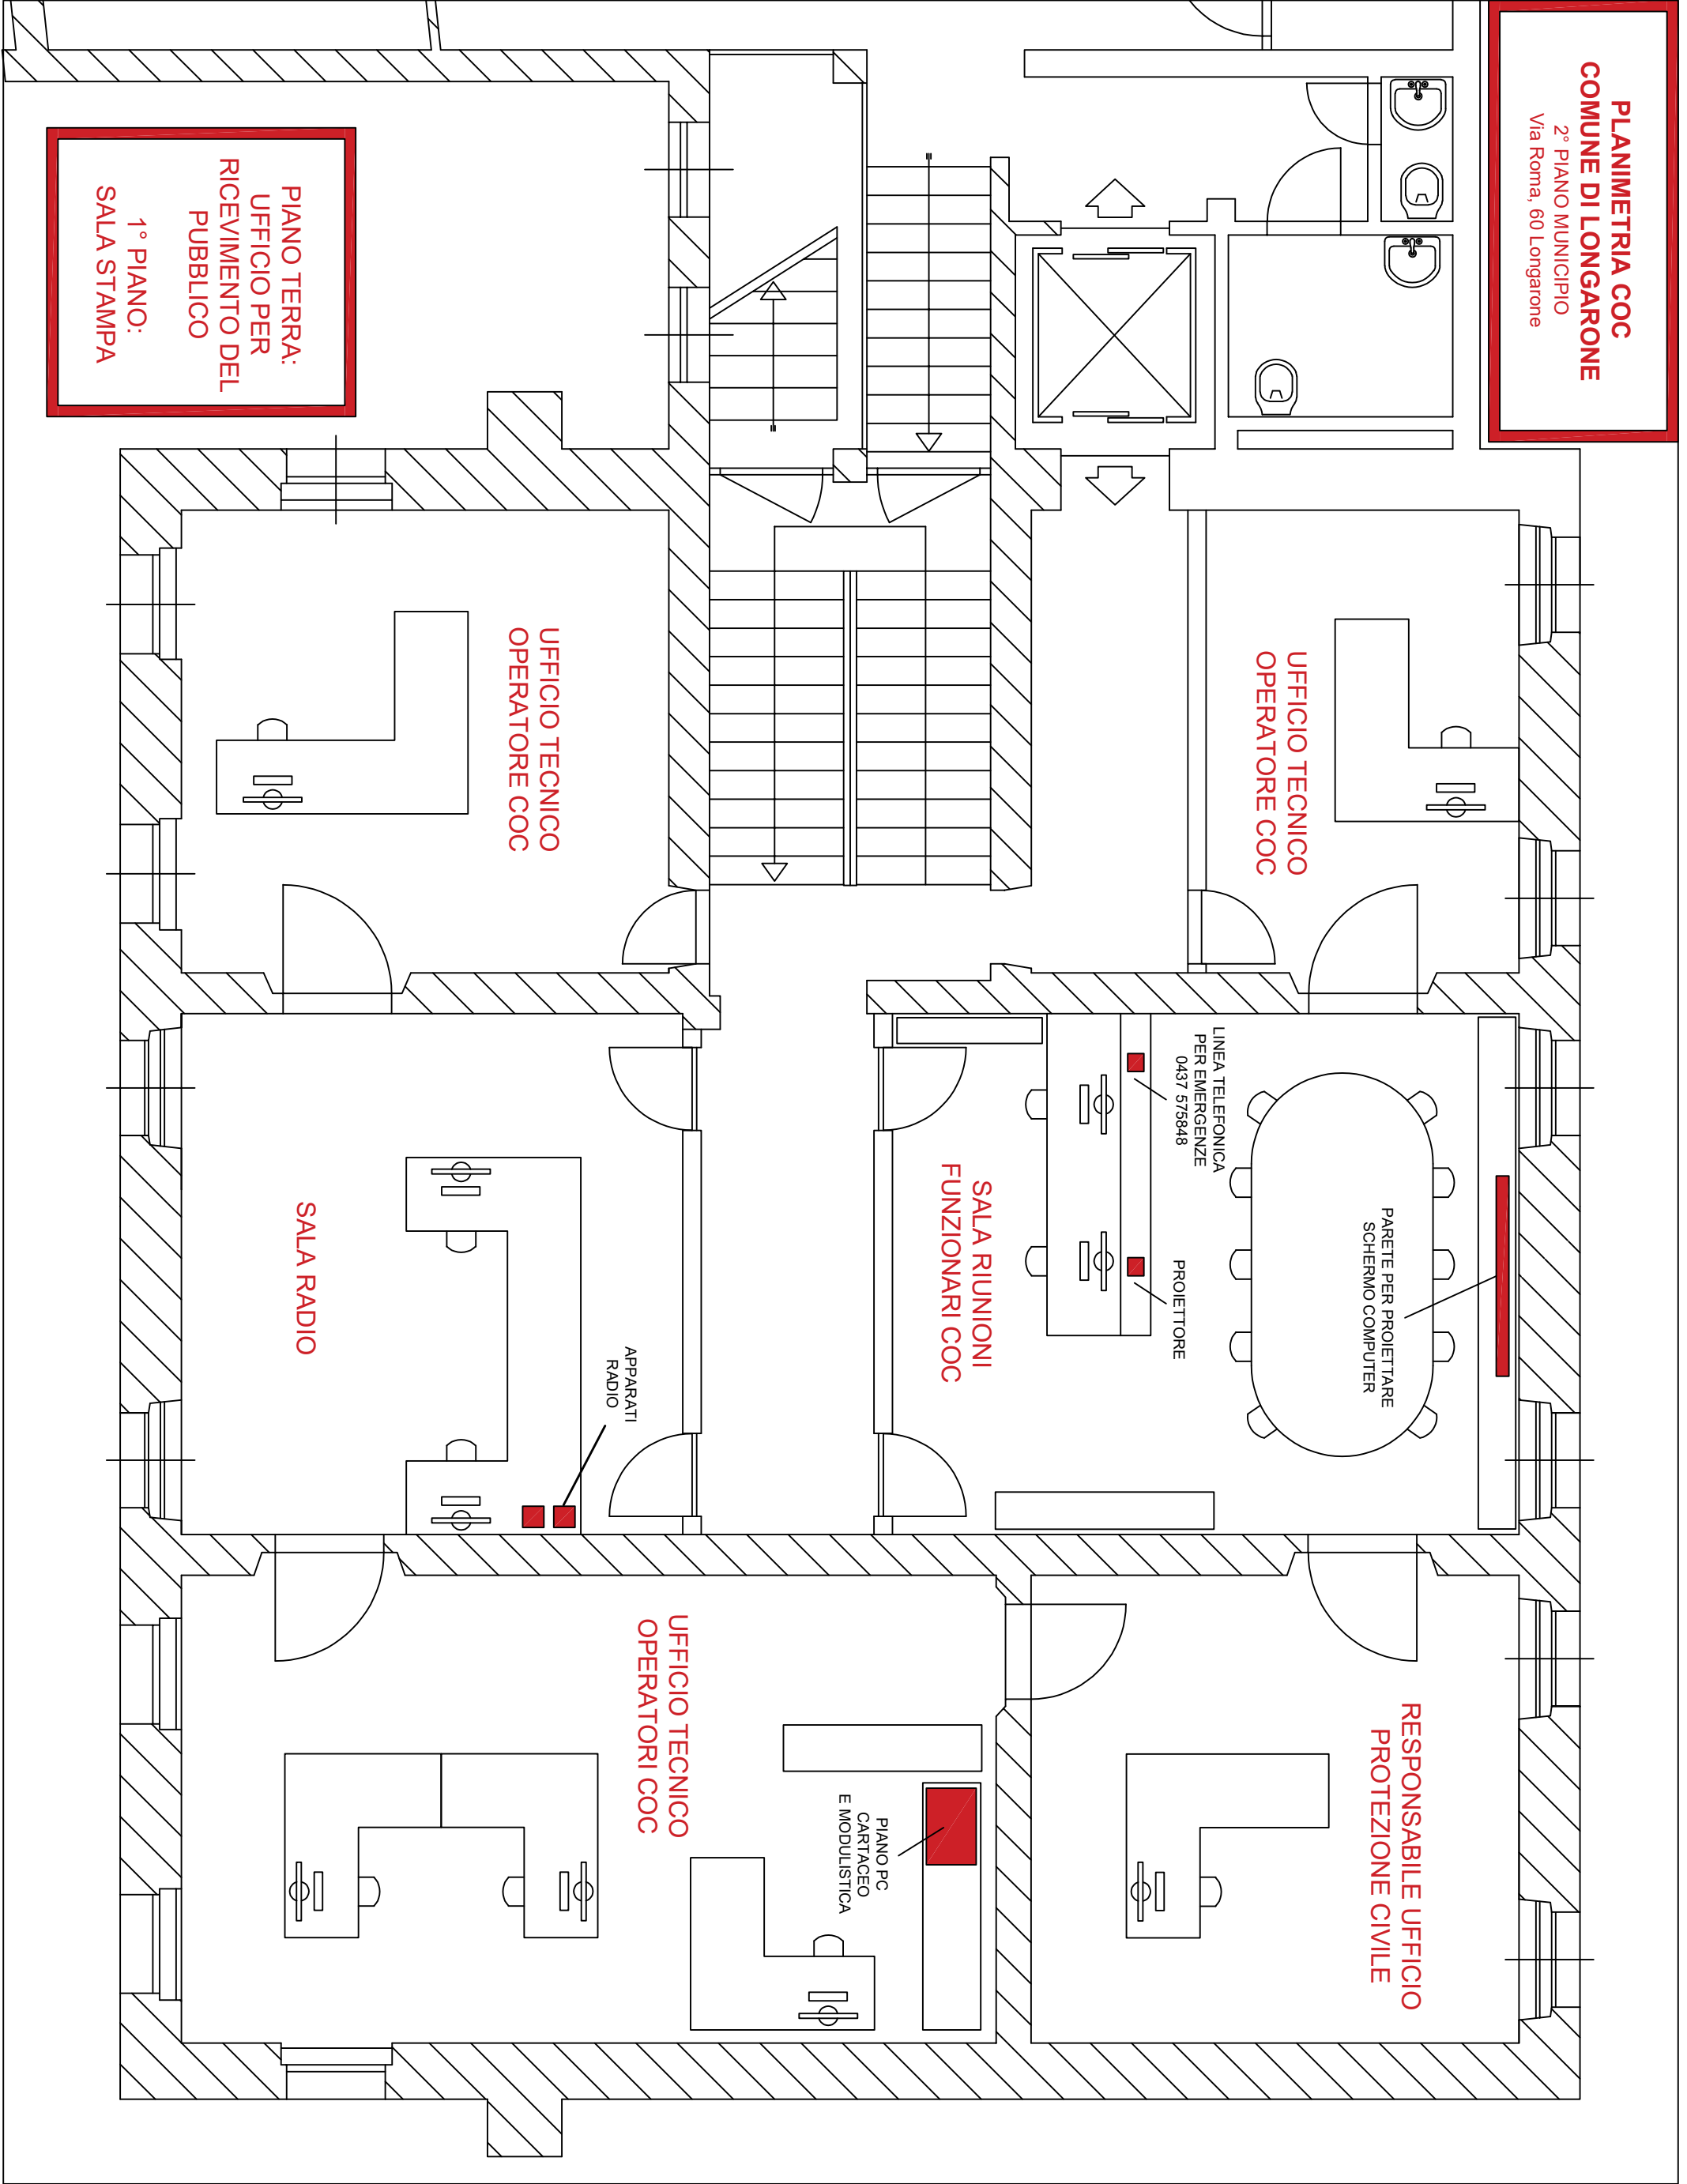 PLANIMETRIA COC
COMUNE DI LONGARONE
2° PIANO MUNICIPIO
Via Roma, 60 Longarone
UFFICIO TECNICO
OPERATORE COC
PARETE PER PROIETTARE
SCHERMO COMPUTER
LINEA TELEFONICA
PER EMERGENZE
0437 575848
PROIETTORE
SALA RIUNIONI
FUNZIONARI COC
RESPONSABILE UFFICIO
PROTEZIONE CIVILE
PIANO PC
CARTACEO
E MODULISTICA
UFFICIO TECNICO
OPERATORI COC
APPARATI
RADIO
SALA RADIO
UFFICIO TECNICO
OPERATORE COC
PIANO TERRA:
UFFICIO PER
RICEVIMENTO DEL
PUBBLICO
1° PIANO:
SALA STAMPA